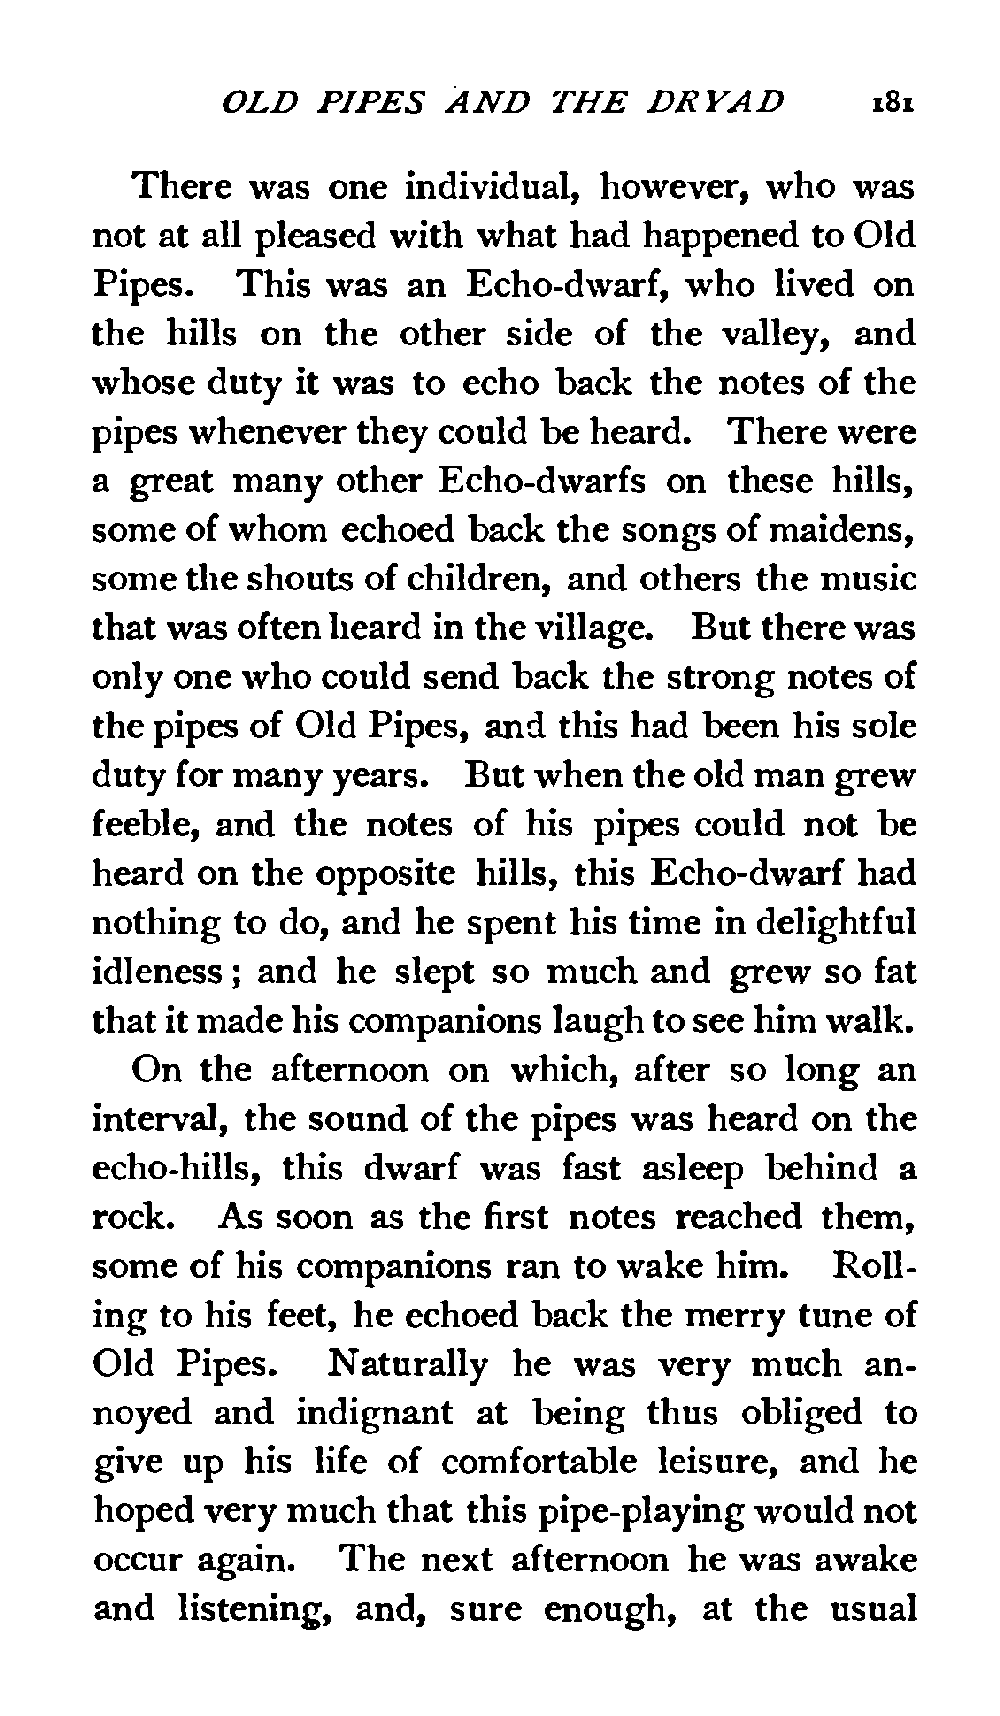 OLD PIPES AND THE DRYAD 181
There was one individual, however, who was
not at all pleased with what had happened to Old
Pipes. This was an Echo-dwarf, who lived on
the hills on the other side of the valley, and
whose duty it was to echo back the notes of the
pipes whenever they could be heard. There were
a great many other Echo-dwarfs on these hills,
some of whom echoed back the songs of maidens,
some the shouts of children, and others the music
that was often heard in the village. But there was
only one who could send back the strong notes of
the pipes of Old Pipes, and this had been his sole
duty for many years. But when the old man grew
feeble, and the notes of his pipes could not be
heard on the opposite hills, this Echo-dwarf had
nothing to do, and he spent his time in delightful
idleness; and he slept so much and grew so fat
that it made his companions laugh to see him walk.
On the afternoon on which, after so long an
interval, the sound of the pipes was heard on the
echo-hills, this dwarf was fast asleep behind a
rock. As soon as the first notes reached them,
some of his companions ran to wake him. Roll-
ing to his feet, he echoed back the merry tune of
Old Pipes. Naturally he was very much an-
noyed and indignant at being thus obliged to
give up his life of comfortable leisure, and he
hoped very much that this pipe-playing would not
occur again. The next afternoon he was awake
and listening, and, sure enough, at the usual